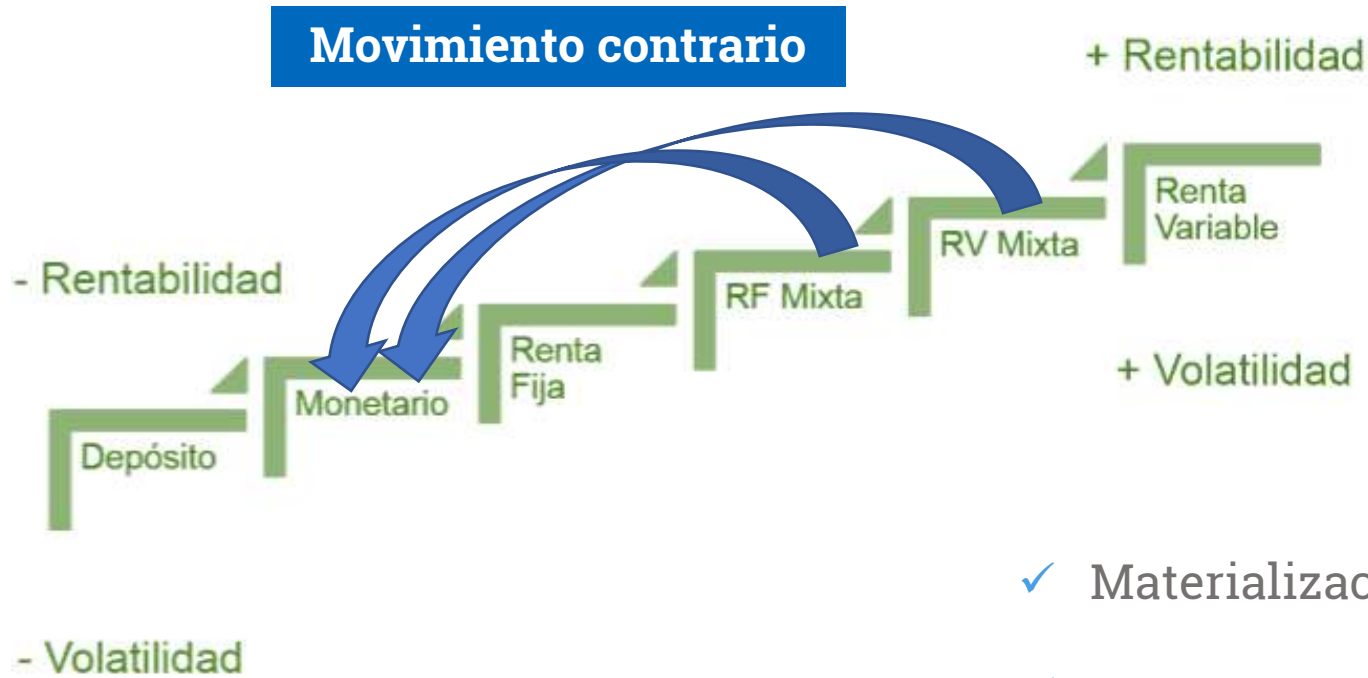 Movimiento contrario
+ Rentabilidad
Renta
Variable
RV Mixta
- Rentabilidad
RF Mixta
Renta
Fija
+ Volatilidad
Monetario
Depósito
✓ Materializac
- Volatilidad